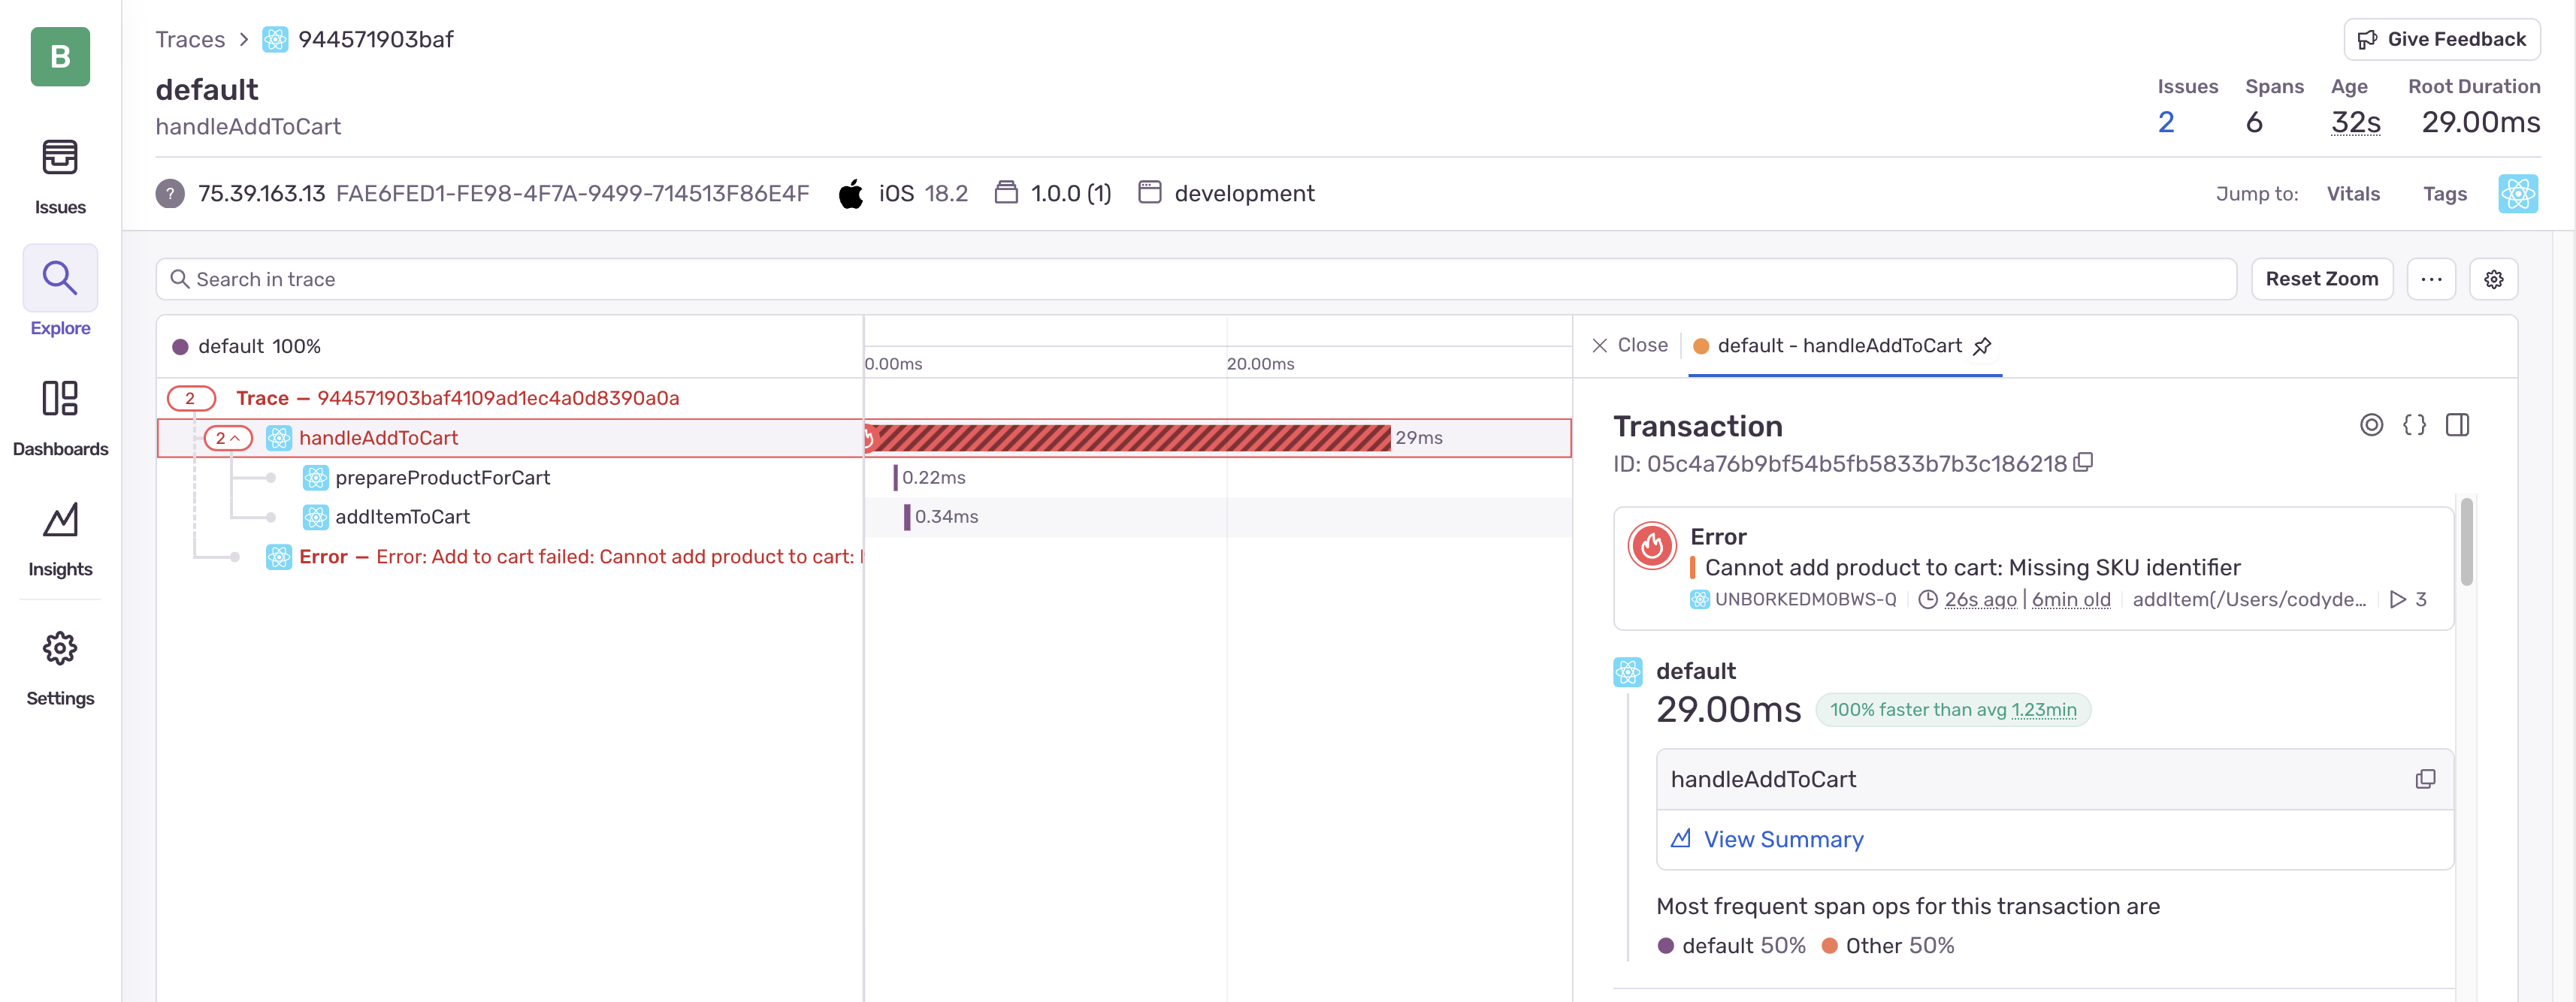 B
Issues
Explore
Dashboards
Insights
Settings
Traces > 944571903baf
Give Feedback
default
handleAddToCart
Issues Spans Age Root Duration
2 6 32s 29.00ms
? 75.39.163.13 FAE6FED1-FE98-4F7A-9499-714513F86E4F iOS 18.2 1.0.0 (1) development
Jump to: Vitals Tags
Search in trace
Reset Zoom
default 100%
0.00ms 20.00ms
2 Trace — 944571903baf4109ad1ec4a0d8390a0a
2 handleAddToCart 29ms
prepareProductForCart 0.22ms
addItemToCart 0.34ms
Error — Error: Add to cart failed: Cannot add product to cart:
Close default - handleAddToCart
Transaction
ID: 05c4a76b9bf54b5fb5833b7b3c186218
Error
Cannot add product to cart: Missing SKU identifier
UNBORKEDMOBWS-Q 26s ago | 6min old addItem(/Users/codyde... 3
default
29.00ms 100% faster than avg 1.23min
handleAddToCart
View Summary
Most frequent span ops for this transaction are
default 50% Other 50%